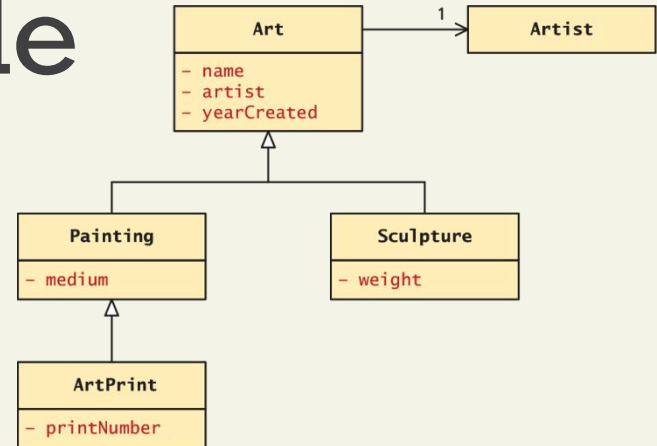 le
Art
1
Artist
- name
- artist
- yearCreated
Painting
- medium
Sculpture
- weight
ArtPrint
- printNumber